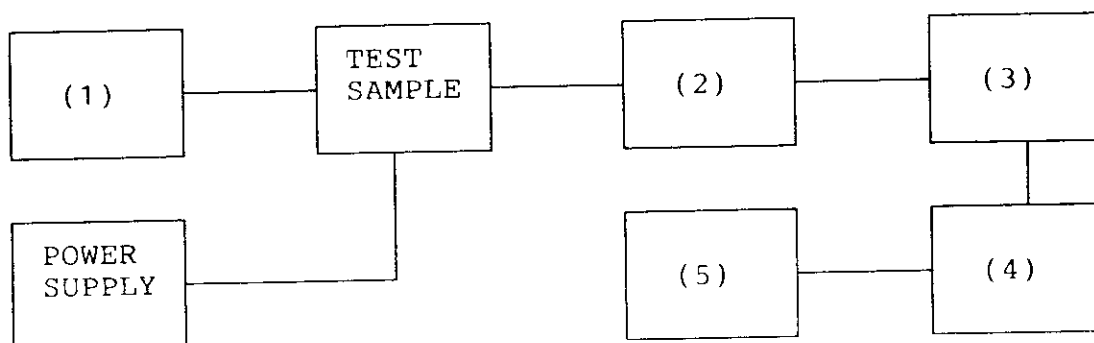 (1)
TEST
SAMPLE
(2)
(3)
POWER
SUPPLY
(5)
(4)